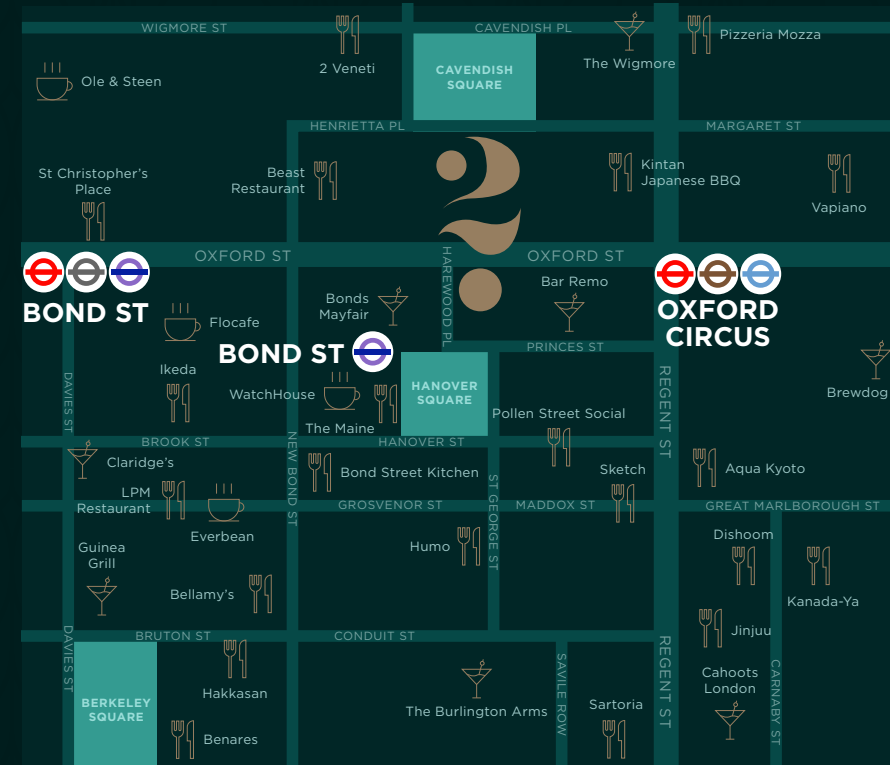 WIGMORE ST
CAVENDISH PL
2 Veneti
The Wigmore
Pizzeria Mozza
Ole & Steen
CAVENDISH
SQUARE
HENRIETTA PL
MARGARET ST
St Christopher's
Place
Beast
Restaurant
2.
Kintan
Japanese BBQ
Vapiano
OXFORD ST
HAREWOOD PL
OXFORD ST
BOND ST
Bonds
Mayfair
Bar Remo
OXFORD
CIRCUS
Flocafe
BOND ST
PRINCES ST
Ikeda
DAVIES ST
WatchHouse
HANOVER
SQUARE
REGENT ST
Brewdog
The Maine
Pollen Street Social
BROOK ST
NEW BOND ST
HANOVER ST
Claridge's
Bond Street Kitchen
ST GEORGE ST
Sketch
Aqua Kyoto
LPM
Restaurant
GROSVENOR ST
MADDOX ST
GREAT MARLBOROUGH ST
Everbean
Guinea
Grill
Humo
Dishoom
Bellamy's
Kanada-Ya
Jinjuu
DAVIES ST
BRUTON ST
CONDUIT ST
REGENT ST
SAVILE ROW
CARNABY ST
Hakkasan
Cahoots
London
BERKELEY
SQUARE
The Burlington Arms
Sartoria
Benares